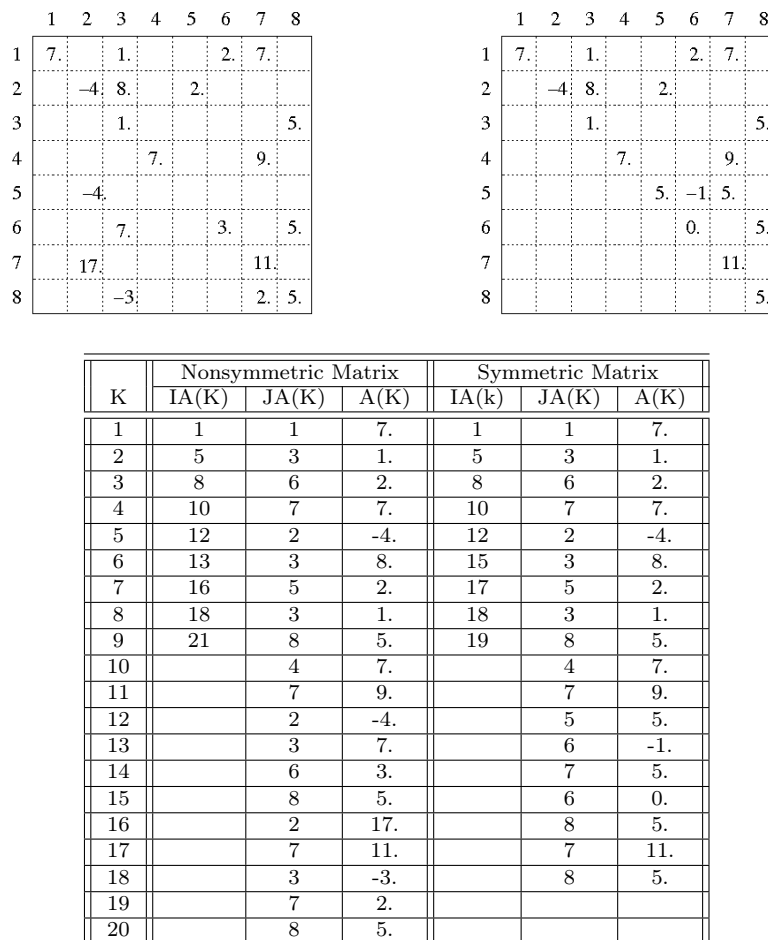 1 2 3 4 5 6 7 8
1 7. 1. 2. 7.
2 –4 8. 2.
3 1. 5.
4 7. 9.
5 –4.
6 7. 3. 5.
7 17. 11.
8 –3 2. 5.
1 2 3 4 5 6 7 8
1 7. 1. 2. 7.
2 –4 8. 2.
3 1. 5.
4 7. 9.
5 5. –1. 5.
6 0. 5.
7 11.
8 5.
Nonsymmetric Matrix Symmetric Matrix
K IA(K) JA(K) A(K) IA(k) JA(K) A(K)
1 1 1 7. 1 1 7.
2 5 3 1. 5 3 1.
3 8 6 2. 8 6 2.
4 10 7 7. 10 7 7.
5 12 2 -4. 12 2 -4.
6 13 3 8. 15 3 8.
7 16 5 2. 17 5 2.
8 18 3 1. 18 3 1.
9 21 8 5. 19 8 5.
10 4 7. 4 7.
11 7 9. 7 9.
12 2 -4. 5 5.
13 3 7. 6 -1.
14 6 3. 7 5.
15 8 5. 6 0.
16 2 17. 8 5.
17 7 11. 7 11.
18 3 -3. 8 5.
19 7 2.
20 8 5.